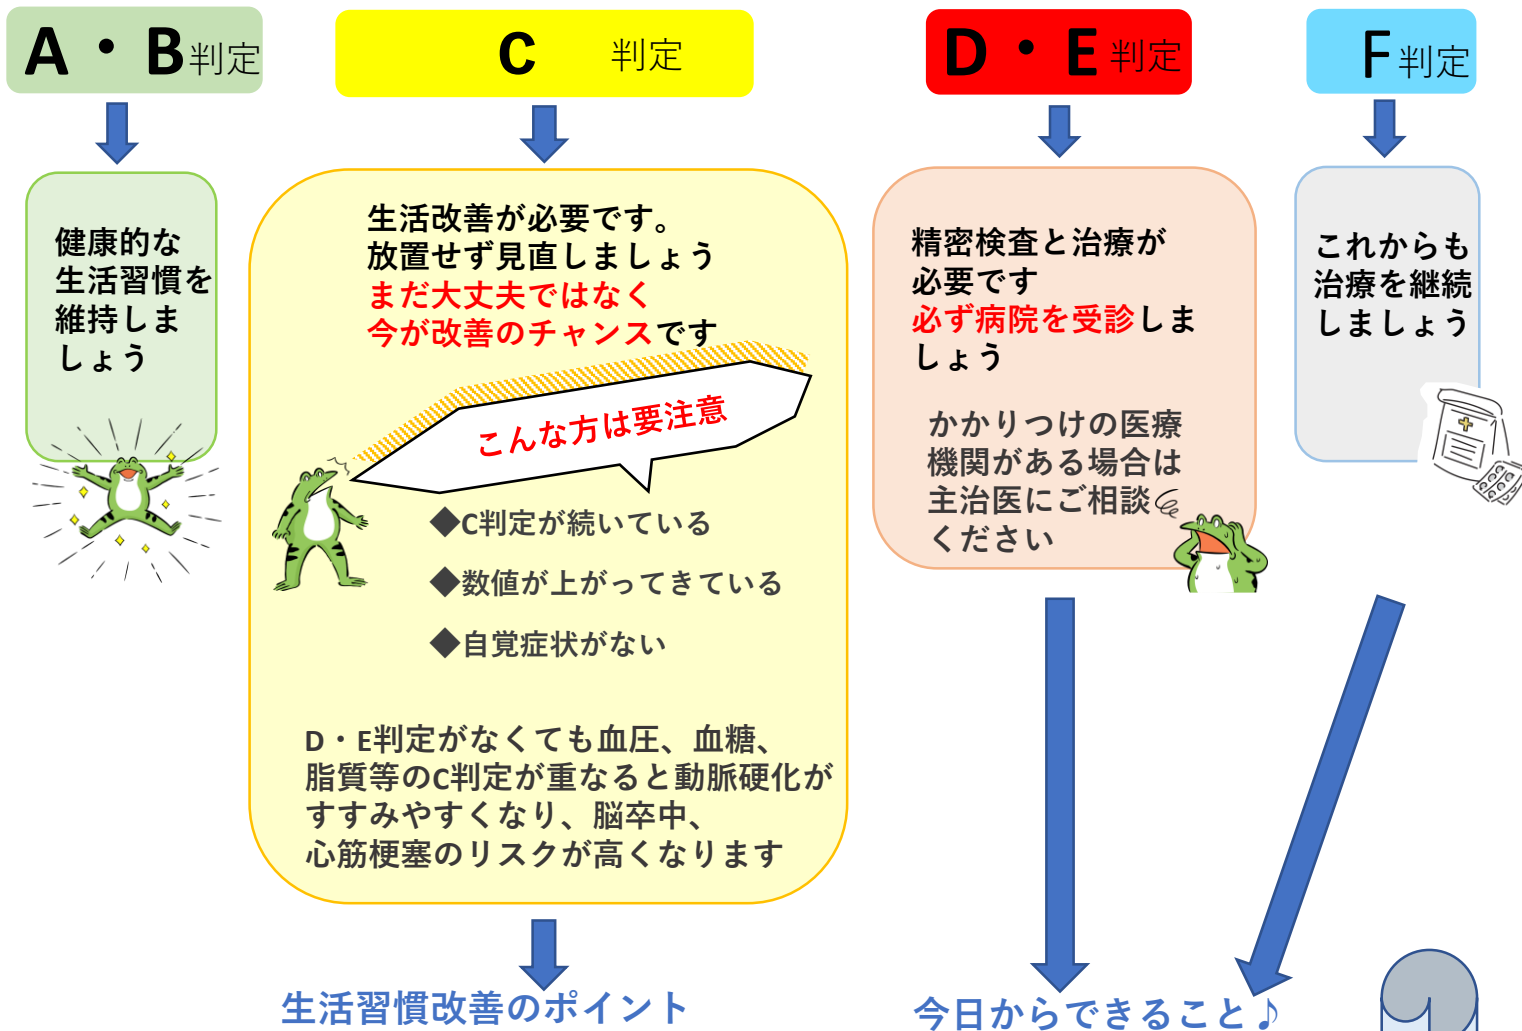 A・B判定
C 判定
D・E判定
F判定
健康的な
生活習慣を
維持しま
しょう
生活改善が必要です。
放置せず見直しましょう
まだ大丈夫ではなく
今が改善のチャンスです
こんな方は要注意
◆C判定が続いている
◆数値が上がってきている
◆自覚症状がない
D・E判定がなくても血圧、血糖、
脂質等のC判定が重なると動脈硬化が
すすみやすくなり、脳卒中、
心筋梗塞のリスクが高くなります
精密検査と治療が
必要です
必ず病院を受診しま
しょう
かかりつけの医療
機関がある場合は
主治医にご相談
ください
これからも
治療を継続
しましょう
生活習慣改善のポイント
今日からできること♪